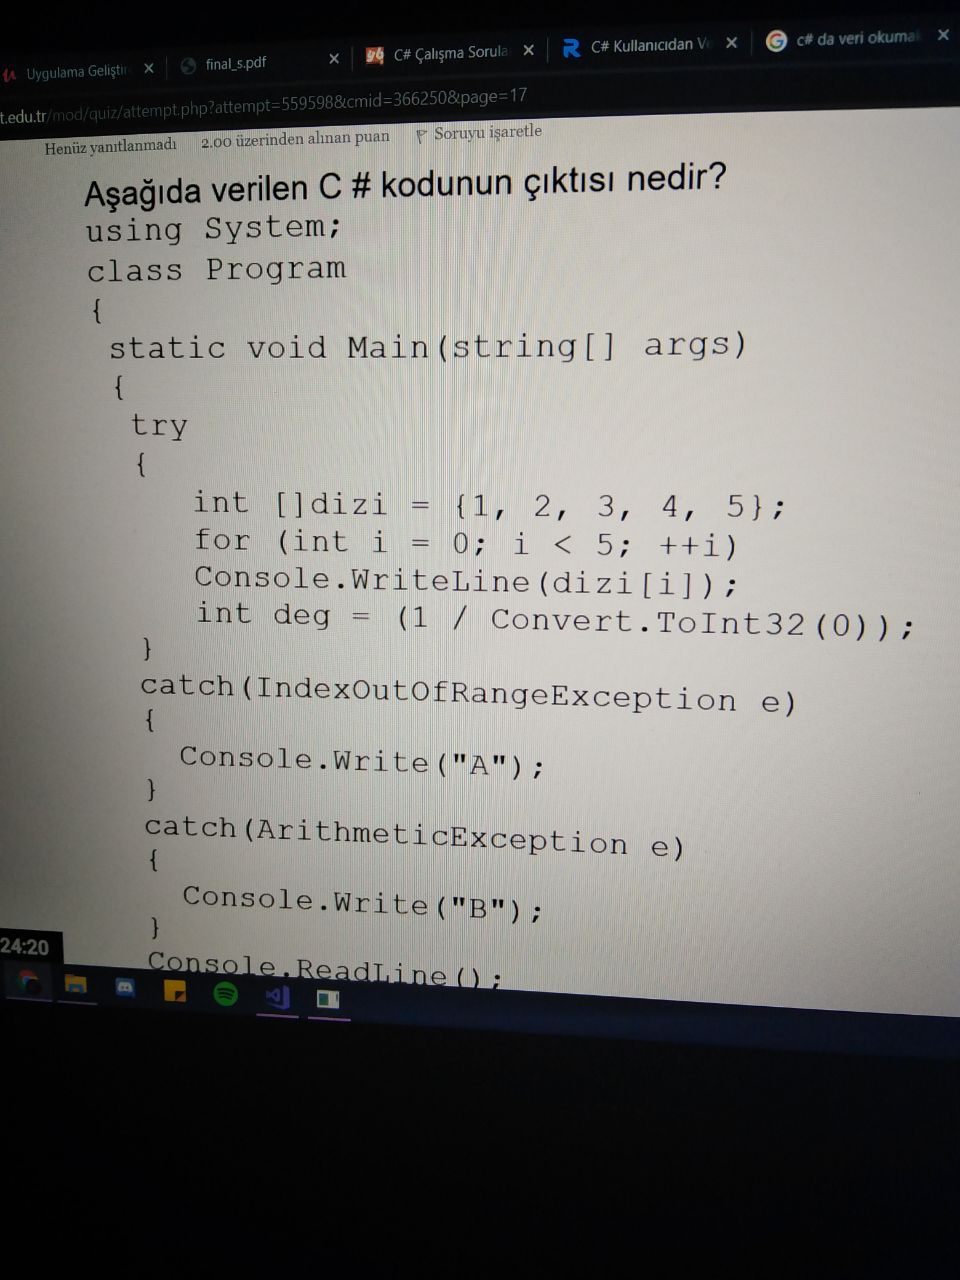 Uygulama Geliştir
final_s.pdf
C# Çalışma Sorula
C# Kullanıcıdan Ve
c# da veri okuma
t.edu.tr/mod/quiz/attempt.php?attempt=559598&cmid=366250&page=17
Henüz yanıtlanmadı 2.00 üzerinden alınan puan Soruyu işaretle
Aşağıda verilen C # kodunun çıktısı nedir?
using System;
class Program
{
static void Main(string[] args)
{
try
{
int []dizi = {1, 2, 3, 4, 5};
for (int i = 0; i < 5; ++i)
Console.WriteLine(dizi[i]);
int deg = (1 / Convert.ToInt32(0));
}
catch(IndexOutOfRangeException e)
{
Console.Write("A");
}
catch(ArithmeticException e)
{
Console.Write("B");
}
Console.ReadLine();
24:20